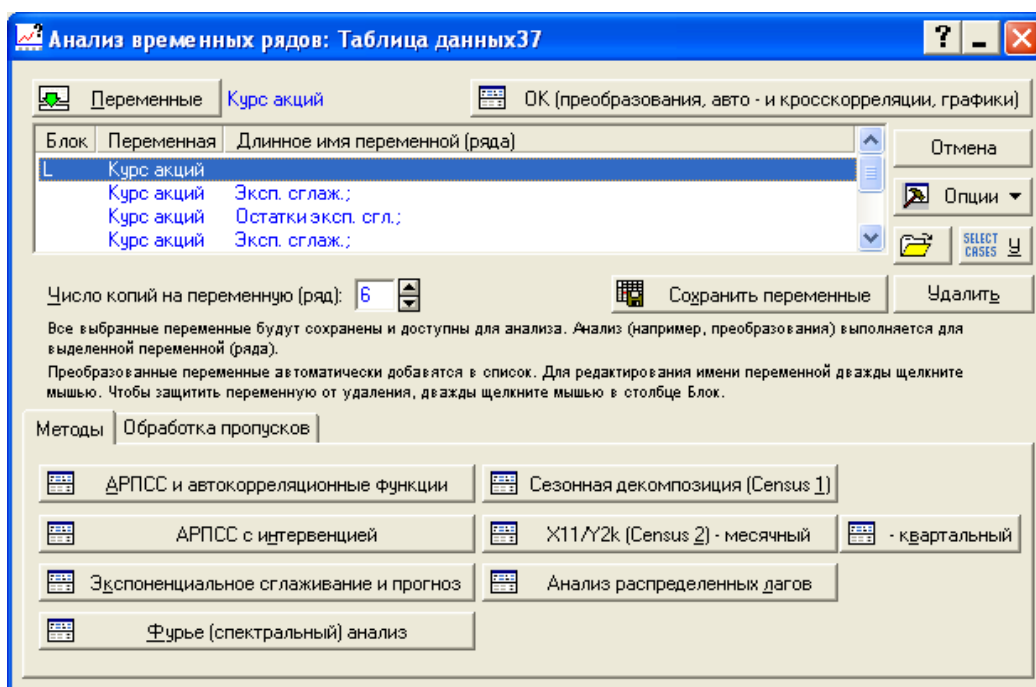 Анализ временных рядов: Таблица данных37
Переменные Курс акций ОК (преобразования, авто - и кросскорреляции, графики)
Блок Переменная Длинное имя переменной (ряда)
L Курс акций
Курс акций Эксп. сглаж.;
Курс акций Остатки эксп. сгл.;
Курс акций Эксп. сглаж.;
Отмена
Опции
SELECT CASES У
Число копий на переменную (ряд): 6 Сохранить переменные Удалить
Все выбранные переменные будут сохранены и доступны для анализа. Анализ (например, преобразования) выполняется для
выделенной переменной (ряда).
Преобразованные переменные автоматически добавятся в список. Для редактирования имени переменной дважды щелкните
мышью. Чтобы защитить переменную от удаления, дважды щелкните мышью в столбце Блок.
Методы Обработка пропусков
АРПСС и автокорреляционные функции Сезонная декомпозиция (Census 1)
АРПСС с интервенцией X11/Y2k (Census 2) - месячный - квартальный
Экспоненциальное сглаживание и прогноз Анализ распределенных лагов
Фурье (спектральный) анализ